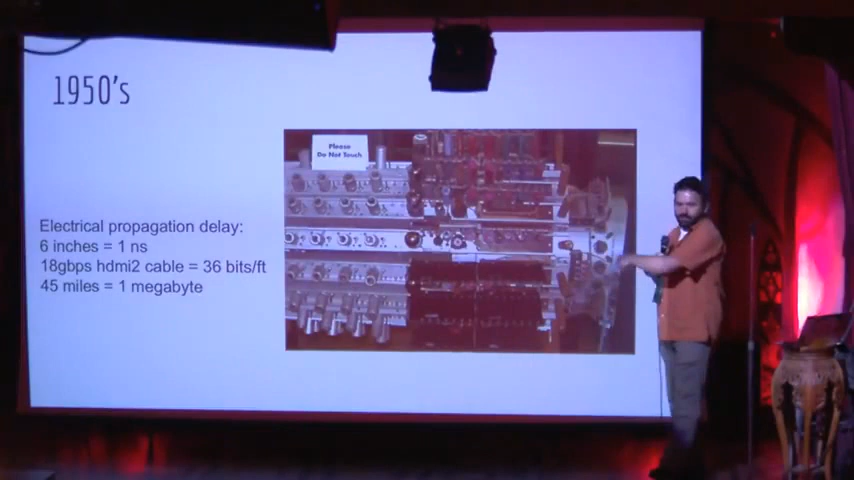 1950's
Please
Do Not Touch
Electrical propagation delay:
6 inches = 1 ns
18gbps hdmi2 cable = 36 bits/ft
45 miles = 1 megabyte